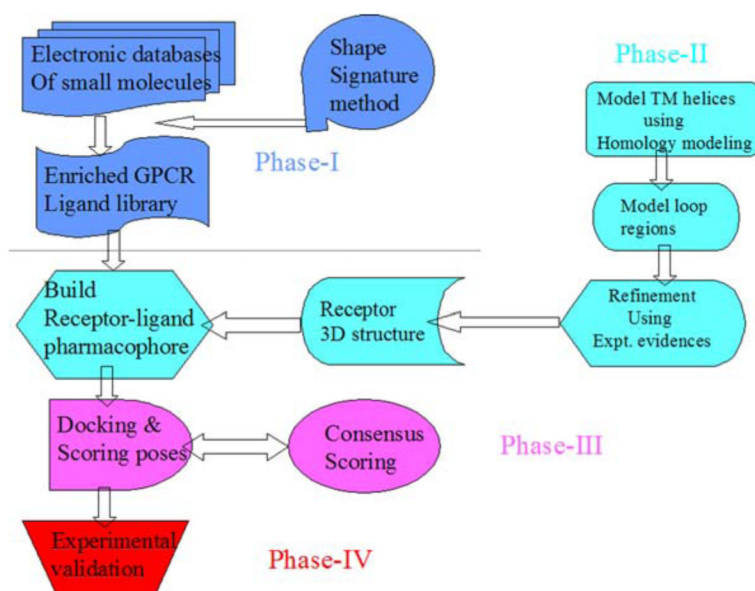 Electronic databases
Of small molecules
Shape
Signature
method
Phase-I
Enriched GPCR
Ligand library
Phase-II
Model TM helices
using
Homology modeling
Model loop
regions
Refinement
Using
Expt. evidences
Receptor
3D structure
Build
Receptor-ligand
pharmacophore
Docking &
Scoring poses
Consensus
Scoring
Phase-III
Experimental
validation
Phase-IV